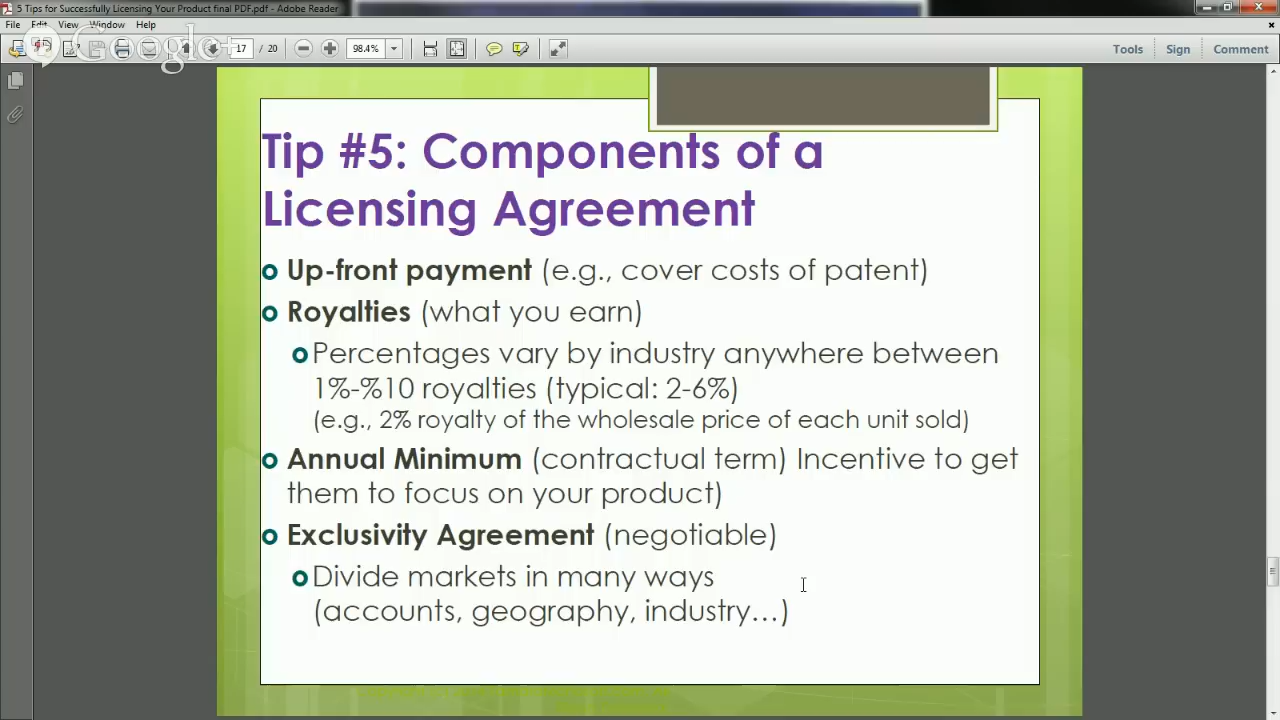 5 Tips for Successfully Licensing Your Product final PDF.pdf - Adobe Reader
File Edit View Window Help
Google+
17 / 20 98.4% Tools Sign Comment
Tip #5: Components of a
Licensing Agreement
Up-front payment (e.g., cover costs of patent)
Royalties (what you earn)
Percentages vary by industry anywhere between
1%-%10 royalties (typical: 2-6%)
(e.g., 2% royalty of the wholesale price of each unit sold)
Annual Minimum (contractual term) Incentive to get
them to focus on your product)
Exclusivity Agreement (negotiable)
Divide markets in many ways
(accounts, geography, industry...)